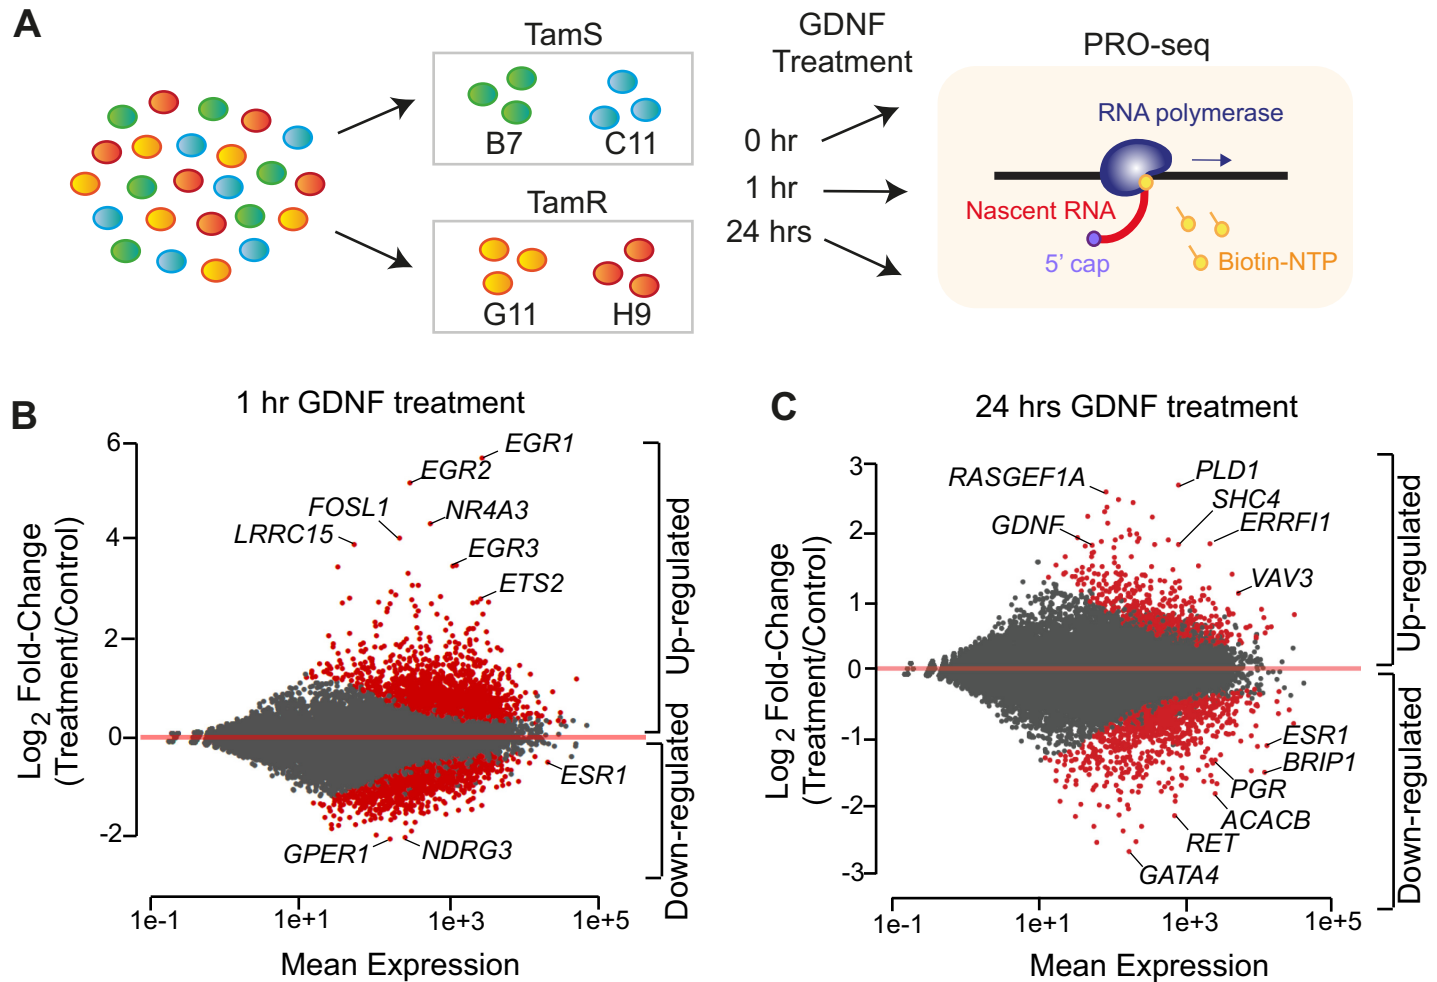 A
TamS
B7
C11
TamR
G11
H9
GDNF
Treatment
0 hr
1 hr
24 hrs
PRO-seq
RNA polymerase
Nascent RNA
5’ cap
Biotin-NTP
B
1 hr GDNF treatment
Log2 Fold-Change
(Treatment/Control)
6
4
2
0
-2
EGR1
EGR2
FOSL1
NR4A3
LRRC15
EGR3
ETS2
ESR1
GPER1
NDRG3
Up-regulated
Down-regulated
1e-1
1e+1
1e+3
1e+5
Mean Expression
C
24 hrs GDNF treatment
Log2 Fold-Change
(Treatment/Control)
3
2
1
0
-1
-2
-3
RASGEF1A
PLD1
SHC4
GDNF
ERRFI1
VAV3
ESR1
BRIP1
PGR
ACACB
RET
GATA4
Up-regulated
Down-regulated
1e-1
1e+1
1e+3
1e+5
Mean Expression